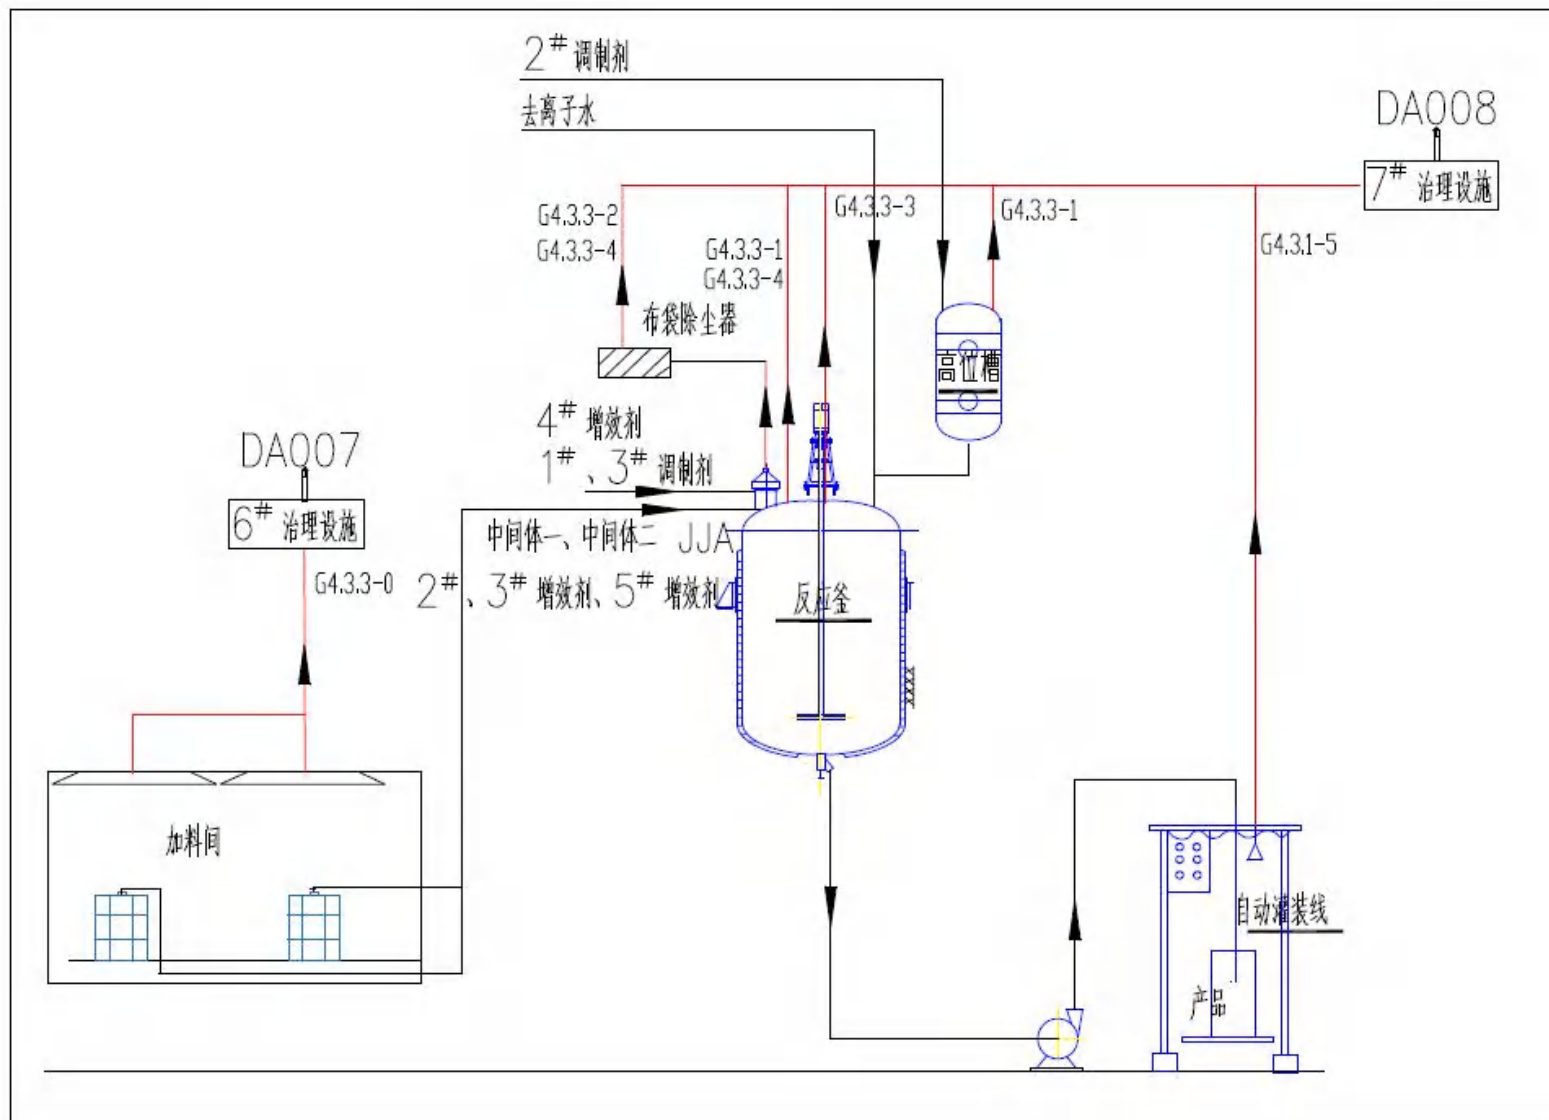 2# 调制剂
去离子水
DA008
7# 治理设施
G4.3.3-2
G4.3.3-4
G4.3.3-1
G4.3.3-4
G4.3.3-3
G4.3.3-1
G4.3.1-5
布袋除尘器
高位槽
4# 增效剂
1#、3# 调制剂
DA007
6# 治理设施
中间体一、中间体二 JJA
G4.3.3-0
2#、3# 增效剂、5# 增效剂
反应釜
加料间
自动灌装线
产品